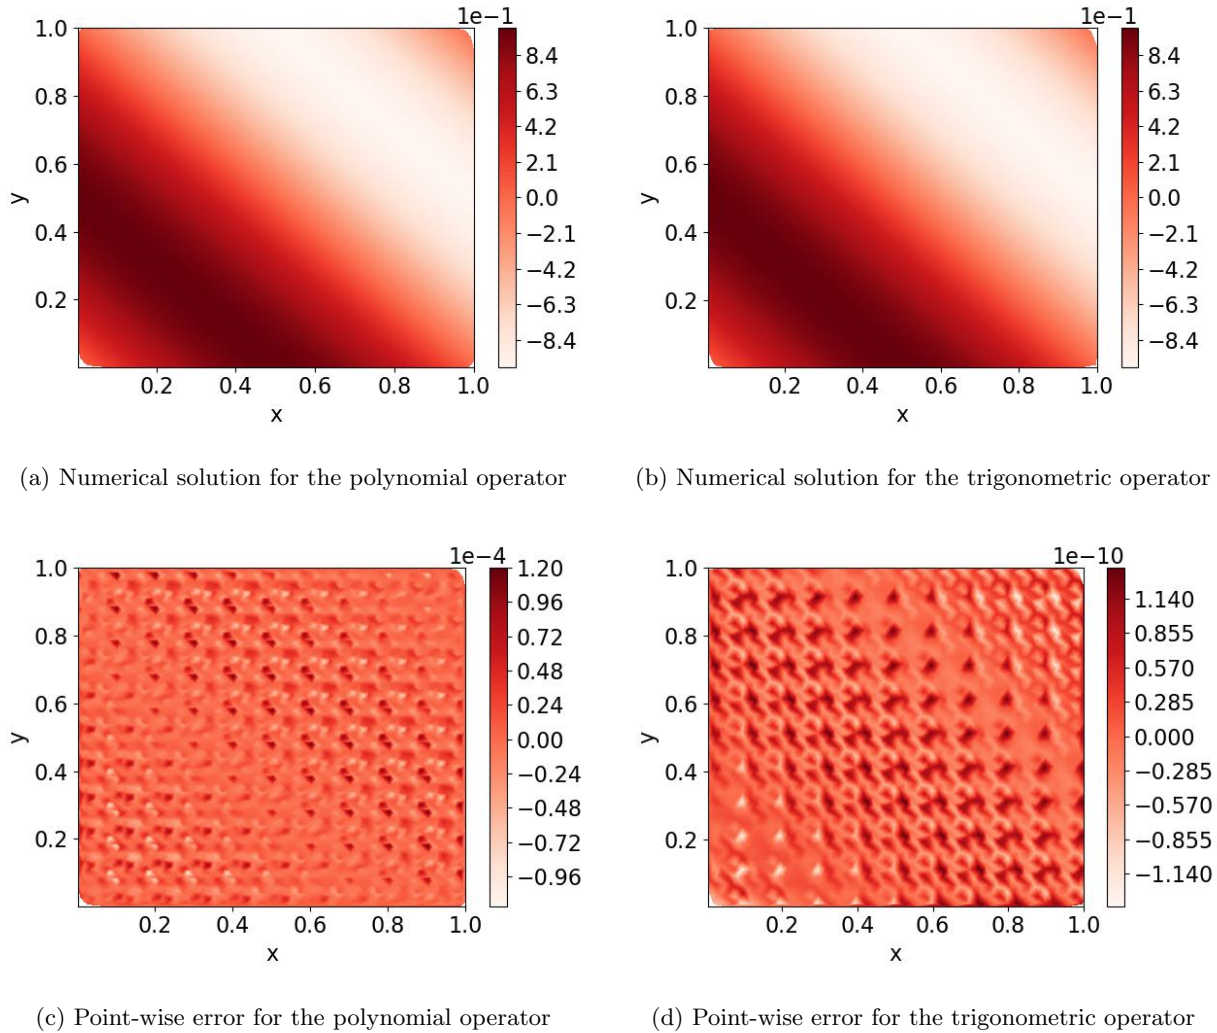 1e−1
1.0
0.8
0.6
0.4
0.2
y
0.2 0.4 0.6 0.8 1.0
x
8.4
6.3
4.2
2.1
0.0
−2.1
−4.2
−6.3
−8.4
(a) Numerical solution for the polynomial operator
1e−1
1.0
0.8
0.6
0.4
0.2
y
0.2 0.4 0.6 0.8 1.0
x
8.4
6.3
4.2
2.1
0.0
−2.1
−4.2
−6.3
−8.4
(b) Numerical solution for the trigonometric operator
1e−4
1.0
0.8
0.6
0.4
0.2
y
0.2 0.4 0.6 0.8 1.0
x
1.20
0.96
0.72
0.48
0.24
0.00
−0.24
−0.48
−0.72
−0.96
(c) Point-wise error for the polynomial operator
1e−10
1.0
0.8
0.6
0.4
0.2
y
0.2 0.4 0.6 0.8 1.0
x
1.140
0.855
0.570
0.285
0.000
−0.285
−0.570
−0.855
−1.140
(d) Point-wise error for the trigonometric operator